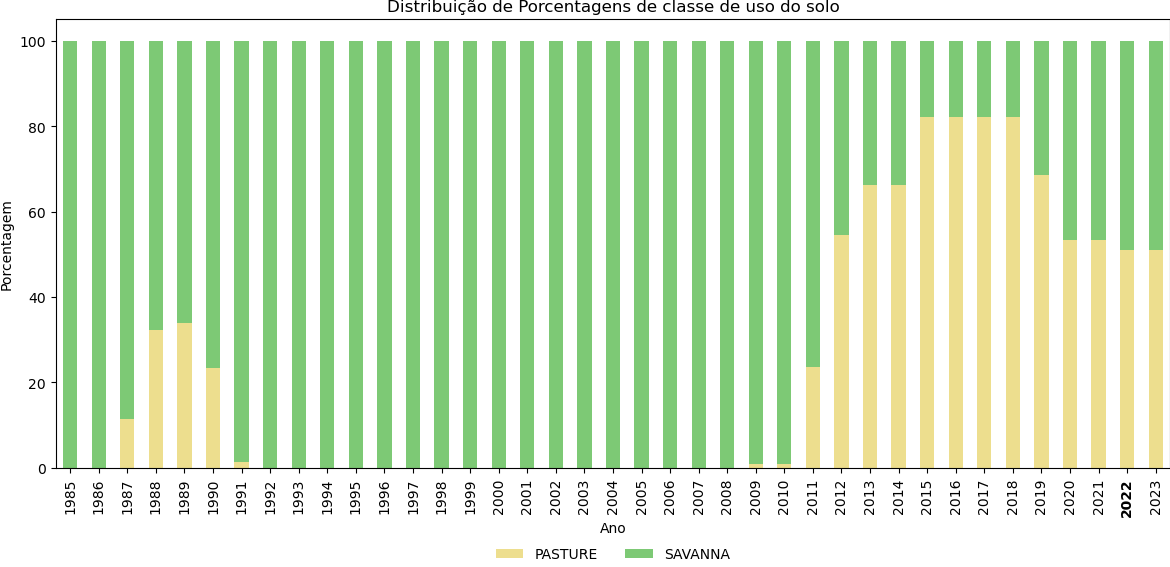 Distribuição de Porcentagens de classe de uso do solo
Porcentagem
100
80
60
40
20
0
1985 1986 1987 1988 1989 1990 1991 1992 1993 1994 1995 1996 1997 1998 1999 2000 2001 2002 2003 2004 2005 2006 2007 2008 2009 2010 2011 2012 2013 2014 2015 2016 2017 2018 2019 2020 2021 2022 2023
Ano
PASTURE SAVANNA